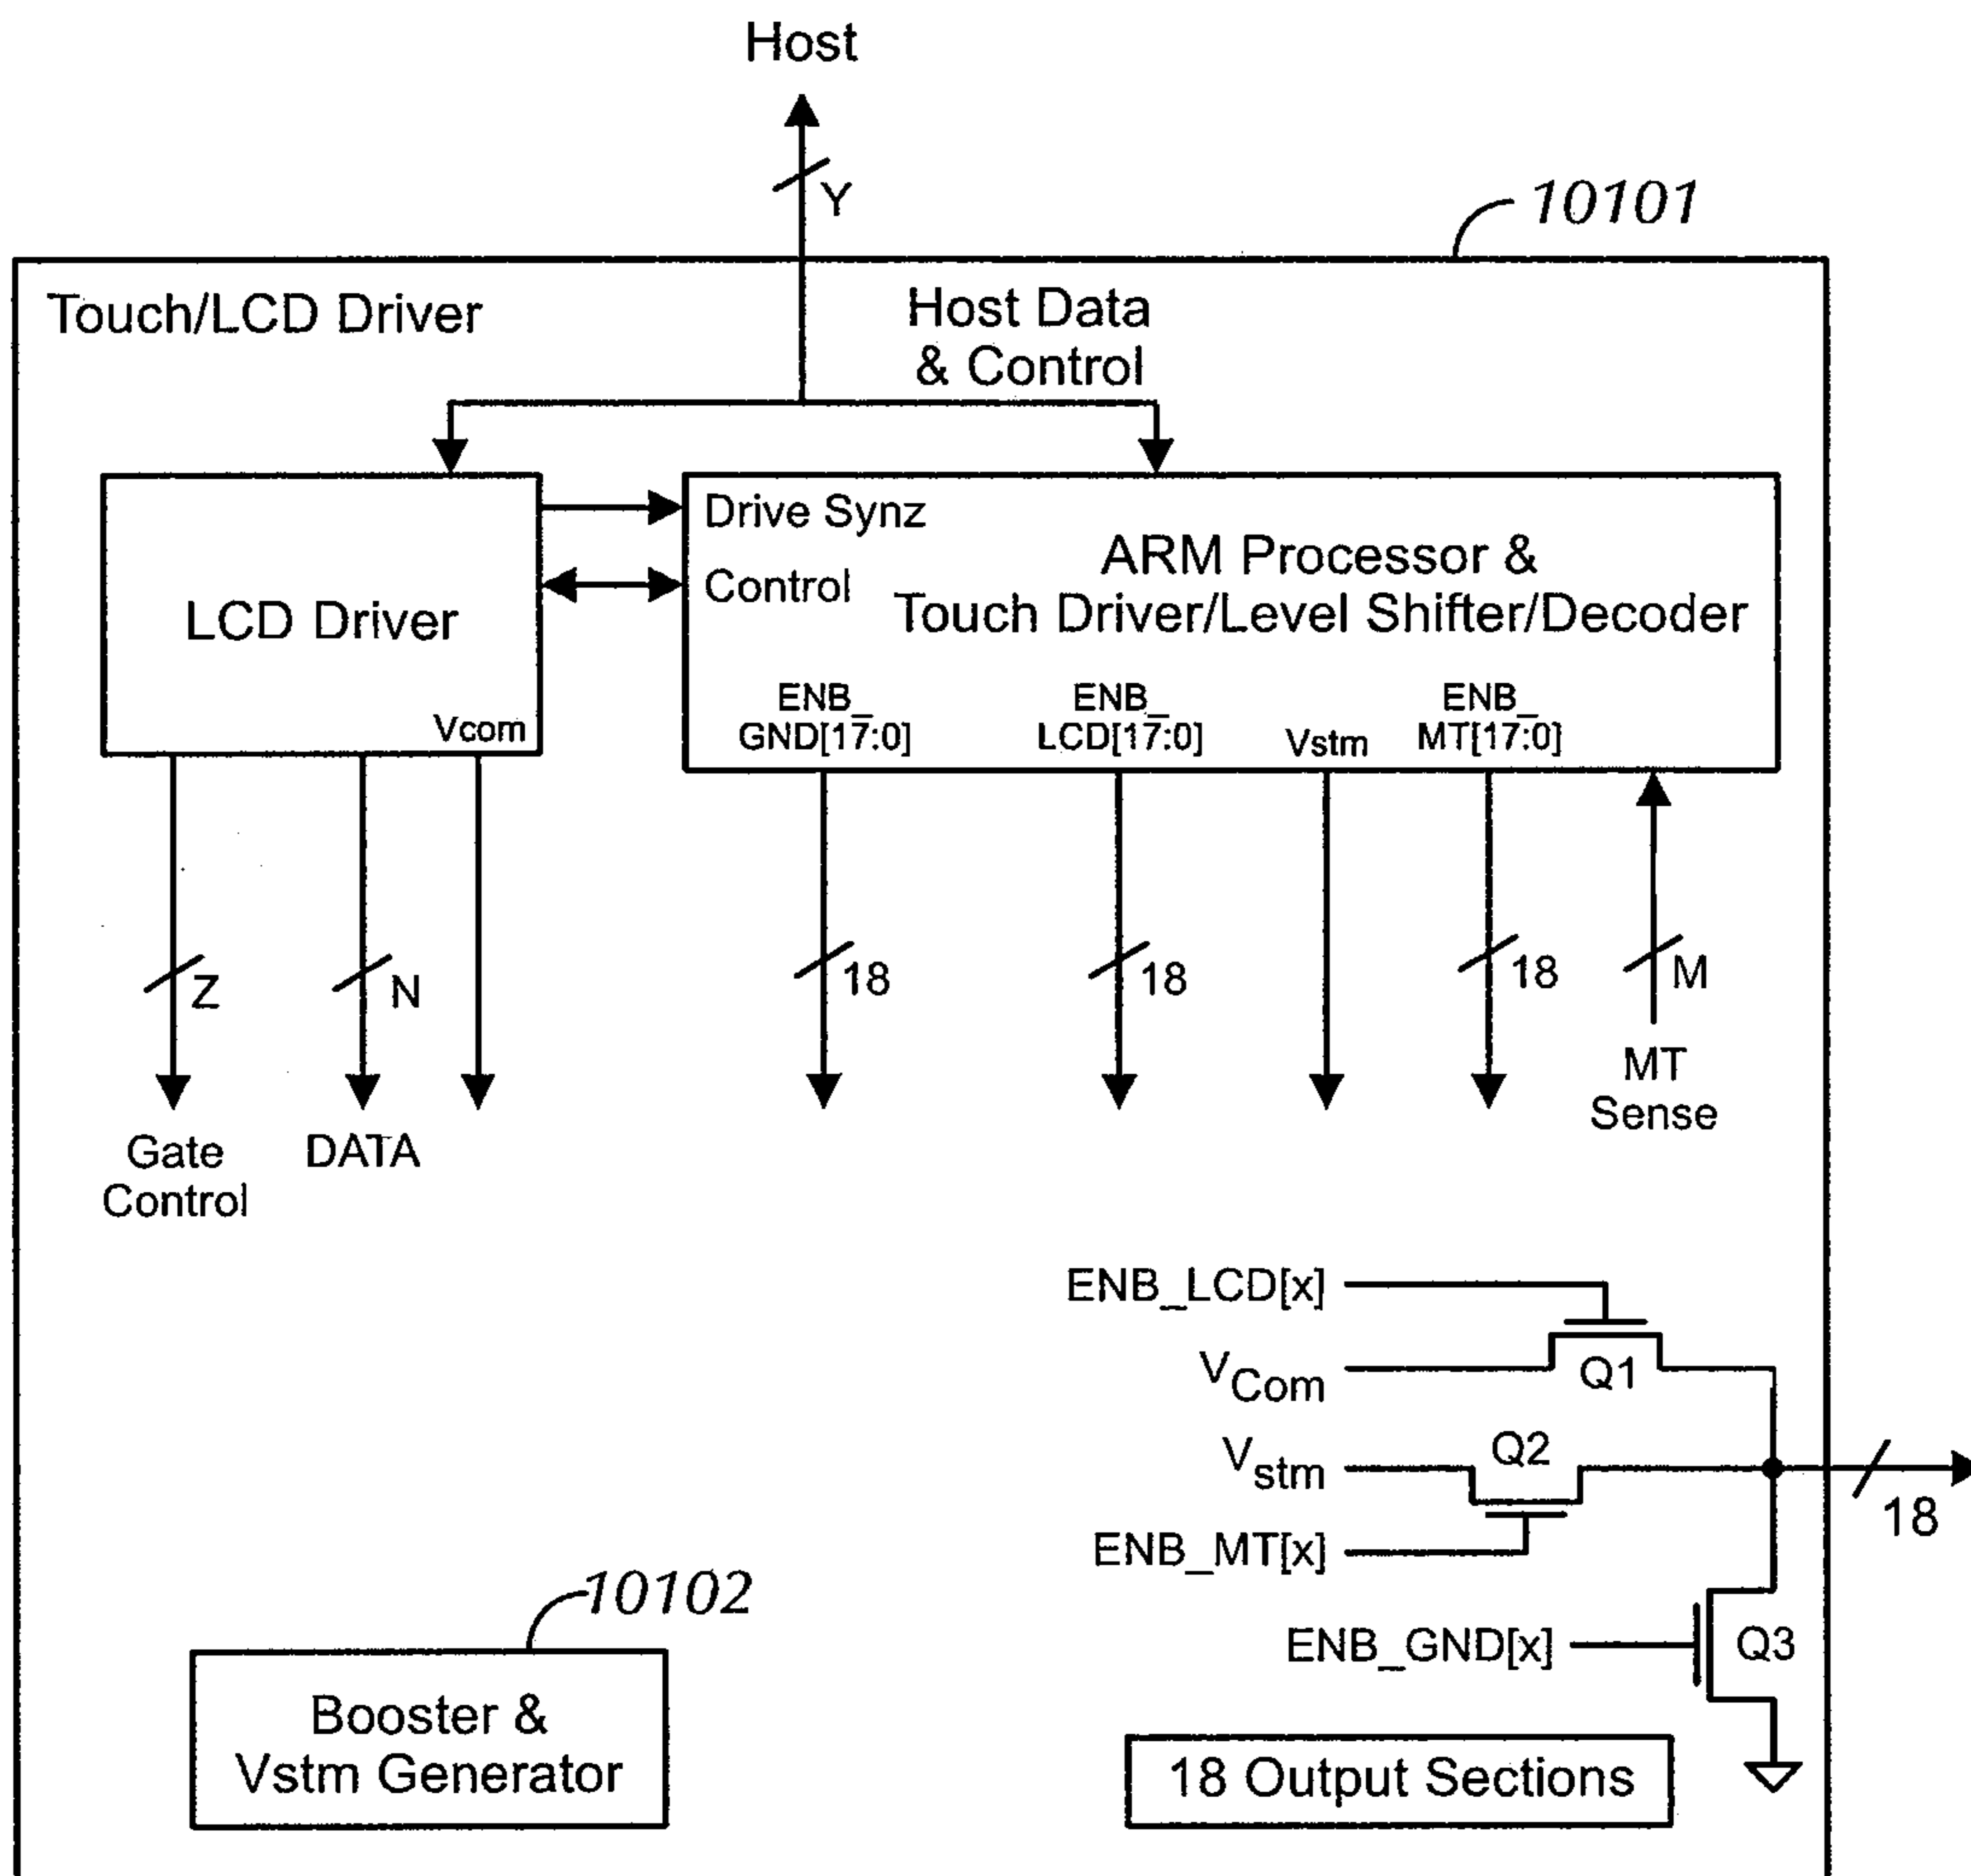 Host
Y
10101
Touch/LCD Driver
Host Data
& Control
Drive Synz
Control
LCD Driver
Vcom
ARM Processor &
Touch Driver/Level Shifter/Decoder
ENB_
GND[17:0]
ENB_
LCD[17:0]
Vstm
ENB_
MT[17:0]
Z
N
18
18
18
M
Gate
Control
DATA
MT
Sense
ENB_LCD[x]
VCom
Q1
Vstm
Q2
18
ENB_MT[x]
ENB_GND[x]
Q3
10102
Booster &
Vstm Generator
18 Output Sections